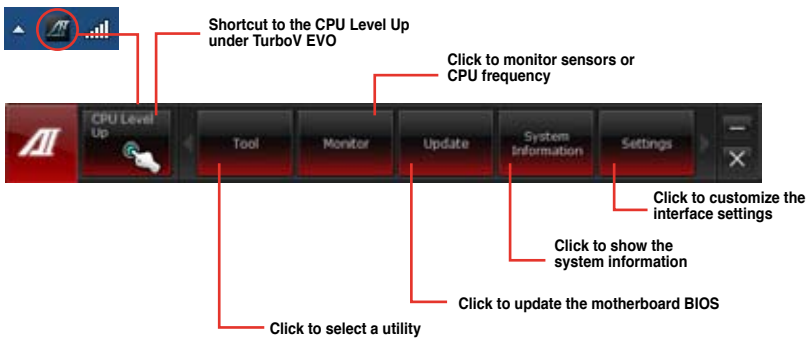 Shortcut to the CPU Level Up
under TurboV EVO
Click to monitor sensors or
CPU frequency
CPU Level
Up
Tool
Monitor
Update
System
Information
Settings
Click to customize the
interface settings
Click to show the
system information
Click to update the motherboard BIOS
Click to select a utility